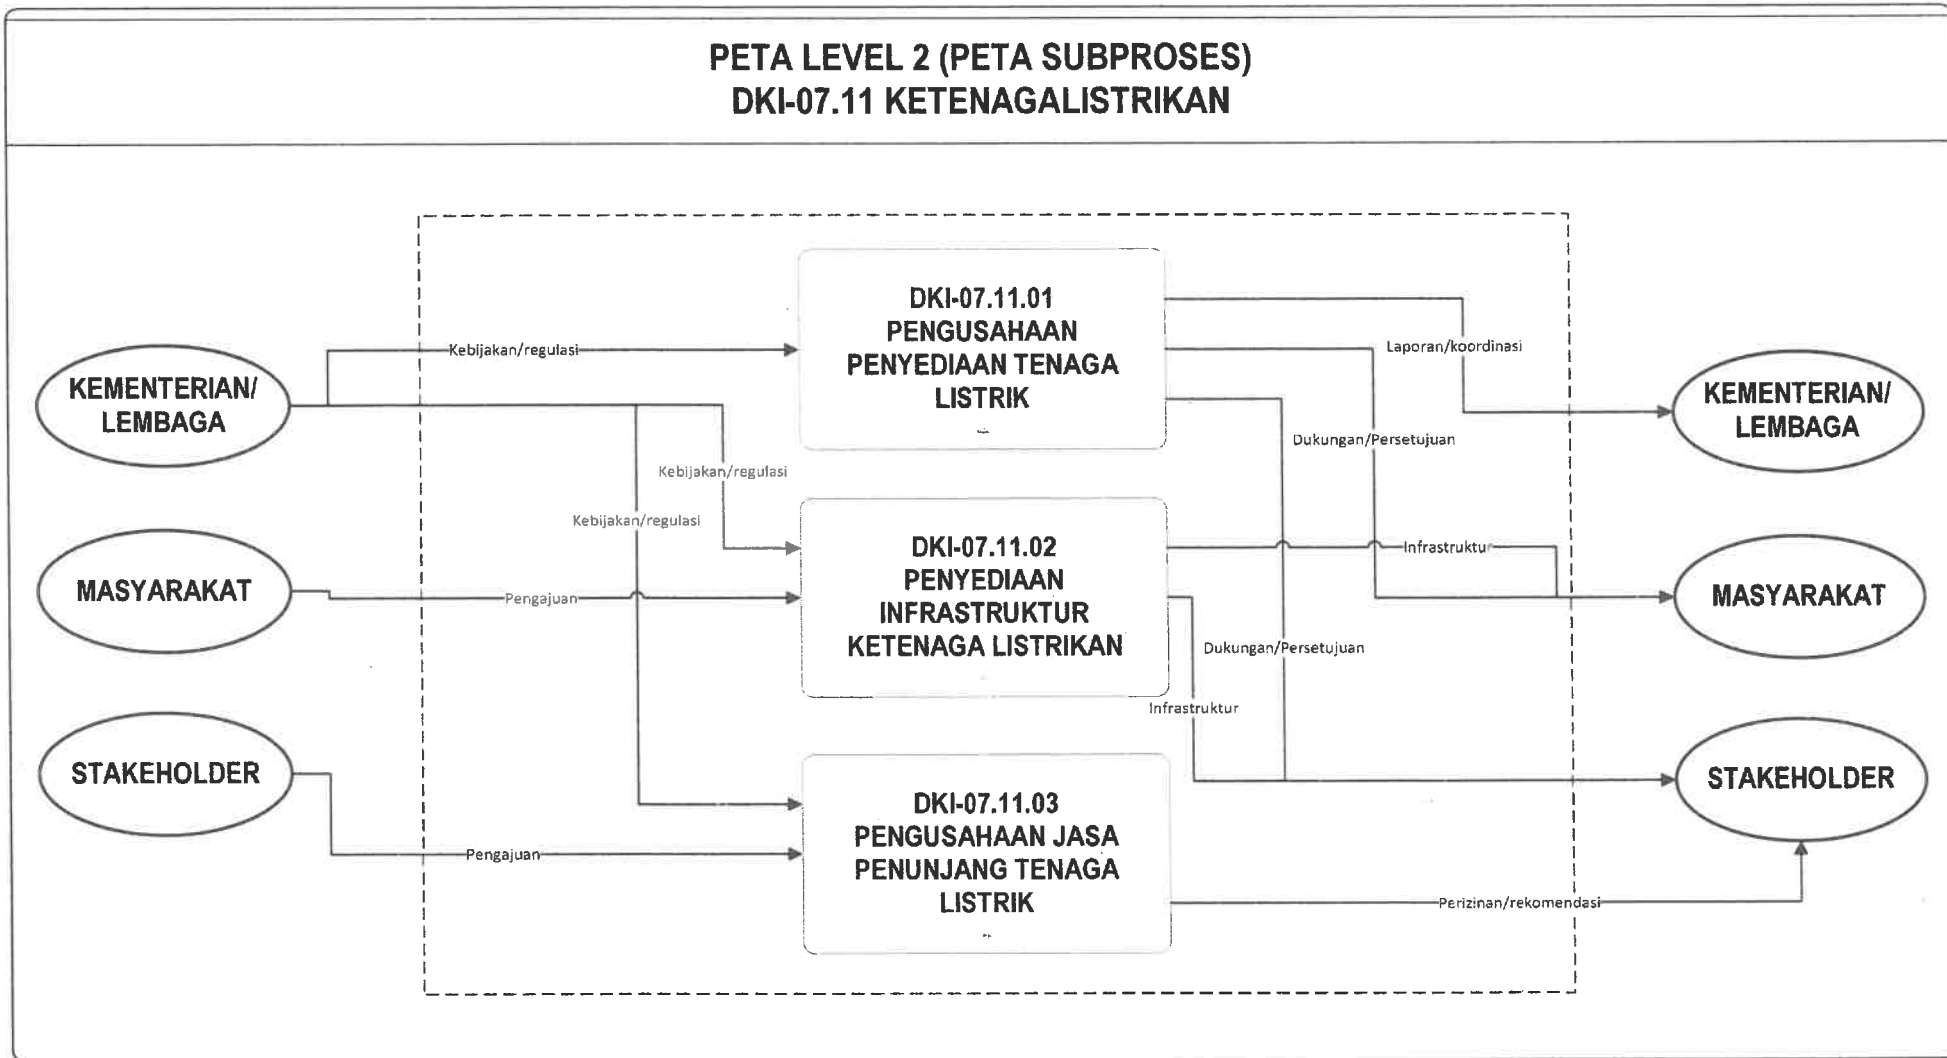 PETA LEVEL 2 (PETA SUBPROSES)
DKI-07.11 KETENAGALISTRIKAN
KEMENTERIAN/
LEMBAGA
MASYARAKAT
STAKEHOLDER
Kebijakan/regulasi
Kebijakan/regulasi
Kebijakan/regulasi
Pengajuan
Pengajuan
DKI-07.11.01
PENGUSAHAAN
PENYEDIAAN TENAGA
LISTRIK
DKI-07.11.02
PENYEDIAAN
INFRASTRUKTUR
KETENAGA LISTRIKAN
DKI-07.11.03
PENGUSAHAAN JASA
PENUNJANG TENAGA
LISTRIK
Laporan/koordinasi
Dukungan/Persetujuan
Infrastruktur
Dukungan/Persetujuan
Infrastruktur
Perizinan/rekomendasi
KEMENTERIAN/
LEMBAGA
MASYARAKAT
STAKEHOLDER